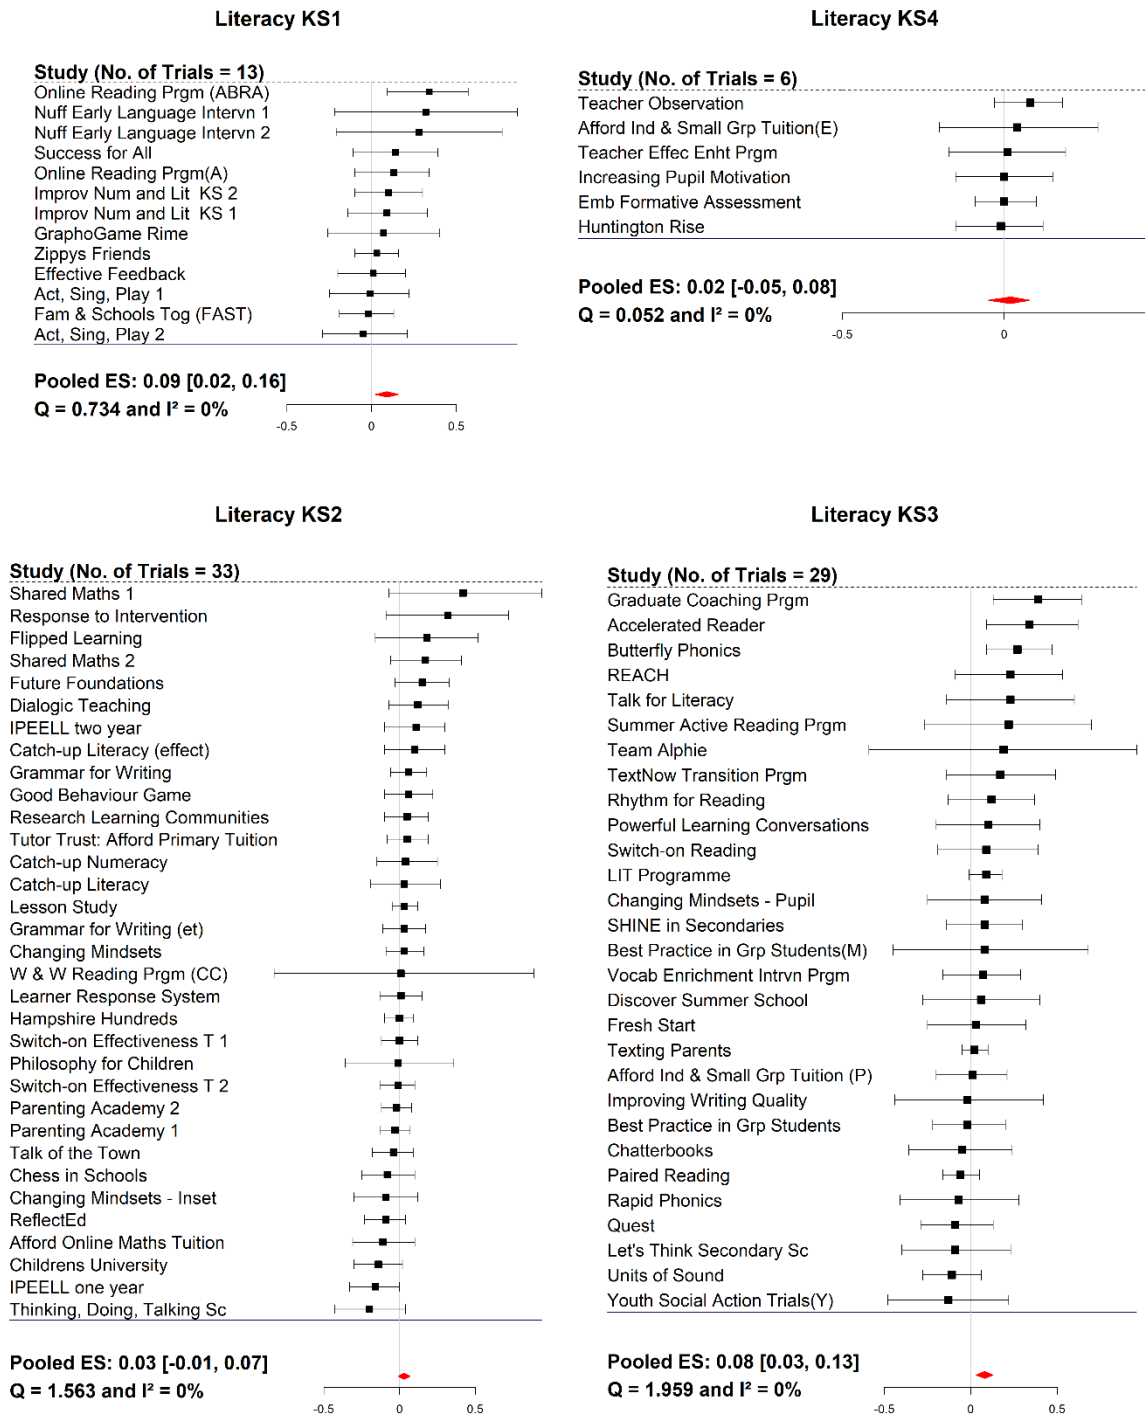 Literacy KS1
Study (No. of Trials = 13)
Online Reading Prgm (ABRA)
Nuff Early Language Intervn 1
Nuff Early Language Intervn 2
Success for All
Online Reading Prgm(A)
Improv Num and Lit  KS 2
Improv Num and Lit  KS 1
GraphoGame Rime
Zippys Friends
Effective Feedback
Act, Sing, Play 1
Fam & Schools Tog (FAST)
Act, Sing, Play 2
Pooled ES: 0.09 [0.02, 0.16]
Q = 0.734 and I² = 0%
-0.5 0 0.5
Literacy KS4
Study (No. of Trials = 6)
Teacher Observation
Afford Ind & Small Grp Tuition(E)
Teacher Effec Enht Prgm
Increasing Pupil Motivation
Emb Formative Assessment
Huntington Rise
Pooled ES: 0.02 [-0.05, 0.08]
Q = 0.052 and I² = 0%
-0.5 0
Literacy KS2
Study (No. of Trials = 33)
Shared Maths 1
Response to Intervention
Flipped Learning
Shared Maths 2
Future Foundations
Dialogic Teaching
IPEELL two year
Catch-up Literacy (effect)
Grammar for Writing
Good Behaviour Game
Research Learning Communities
Tutor Trust: Afford Primary Tuition
Catch-up Numeracy
Catch-up Literacy
Lesson Study
Grammar for Writing (et)
Changing Mindsets
W & W Reading Prgm (CC)
Learner Response System
Hampshire Hundreds
Switch-on Effectiveness T 1
Philosophy for Children
Switch-on Effectiveness T 2
Parenting Academy 2
Parenting Academy 1
Talk of the Town
Chess in Schools
Changing Mindsets - Inset
ReflectEd
Afford Online Maths Tuition
Childrens University
IPEELL one year
Thinking, Doing, Talking Sc
Pooled ES: 0.03 [-0.01, 0.07]
Q = 1.563 and I² = 0%
-0.5 0 0.5
Literacy KS3
Study (No. of Trials = 29)
Graduate Coaching Prgm
Accelerated Reader
Butterfly Phonics
REACH
Talk for Literacy
Summer Active Reading Prgm
Team Alphie
TextNow Transition Prgm
Rhythm for Reading
Powerful Learning Conversations
Switch-on Reading
LIT Programme
Changing Mindsets - Pupil
SHINE in Secondaries
Best Practice in Grp Students(M)
Vocab Enrichment Intrvn Prgm
Discover Summer School
Fresh Start
Texting Parents
Afford Ind & Small Grp Tuition (P)
Improving Writing Quality
Best Practice in Grp Students
Chatterbooks
Paired Reading
Rapid Phonics
Quest
Let's Think Secondary Sc
Units of Sound
Youth Social Action Trials(Y)
Pooled ES: 0.08 [0.03, 0.13]
Q = 1.959 and I² = 0%
-0.5 0 0.5